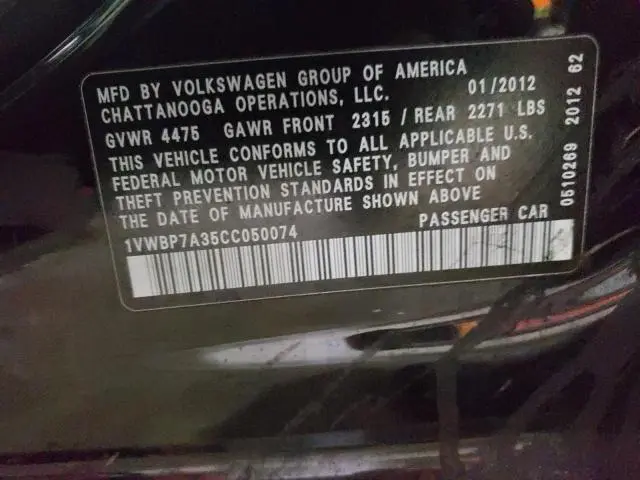 MFD BY VOLKSWAGEN GROUP OF AMERICA
CHATTANOOGA OPERATIONS, LLC. 01/2012
GVWR 4475 GAWR FRONT 2315 / REAR 2271 LBS
THIS VEHICLE CONFORMS TO ALL APPLICABLE U.S.
FEDERAL MOTOR VEHICLE SAFETY, BUMPER AND
THEFT PREVENTION STANDARDS IN EFFECT ON
THE DATE OF MANUFACTURE SHOWN ABOVE
1VWBP7A35CC050074 PASSENGER CAR
0510269 2012 62